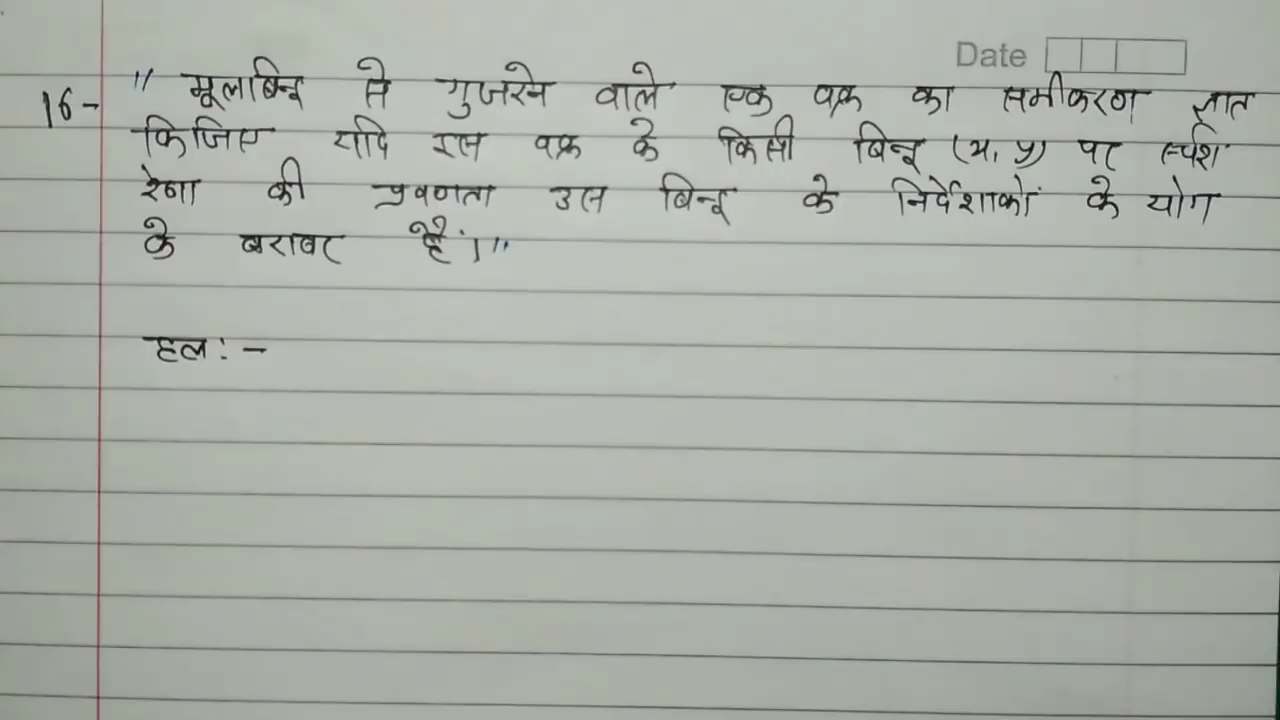 Date
16- " मूलबिन्दु से गुजरने वाले एक वक्र का समीकरण ज्ञात
किजिए यदि इस वक्र के किसी बिन्दु (x, y) पर स्पर्श
रेखा की प्रवणता उस बिन्दु के निर्देशाकों के योग
के बराबर हैं।"
हल: -